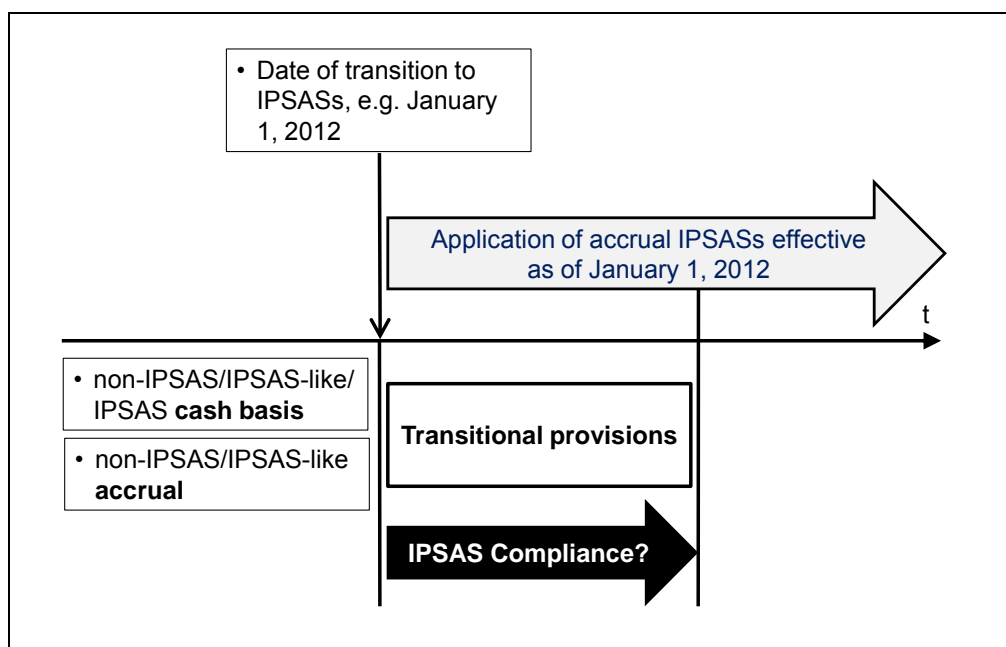 • Date of transition to
IPSASs, e.g. January
1, 2012
Application of accrual IPSASs effective
as of January 1, 2012
t
• non-IPSAS/IPSAS-like/
IPSAS cash basis
• non-IPSAS/IPSAS-like
accrual
Transitional provisions
IPSAS Compliance?